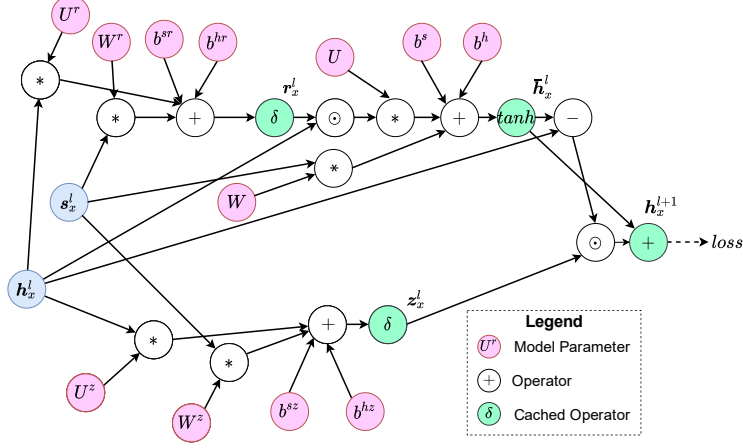 U^r
W^r b^{sr} b^{hr} U b^s b^h
* r_x^l \bar{h}_x^l
* + δ ⊙ * + tanh −
*
s_x^l W h_x^{l+1}
⊙ + loss
h_x^l
z_x^l
* + δ
*
U^z W^z b^{sz} b^{hz}
Legend
U^r Model Parameter
+ Operator
δ Cached Operator